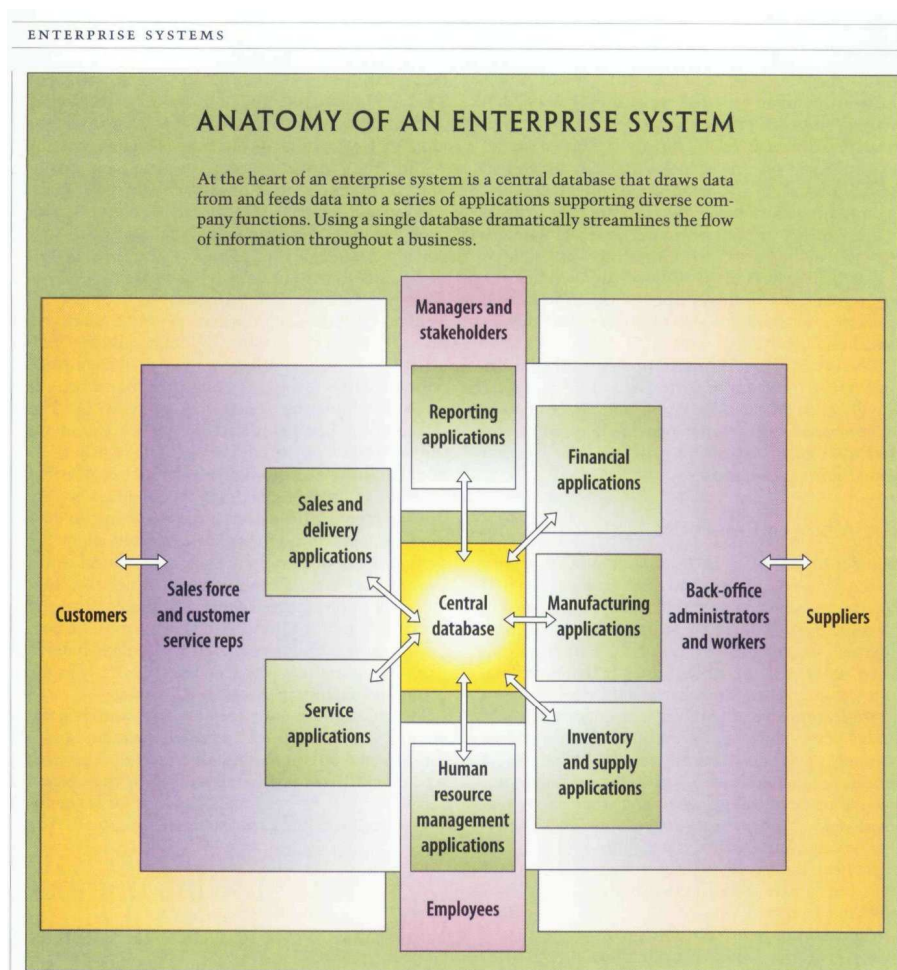 ENTERPRISE SYSTEMS
ANATOMY OF AN ENTERPRISE SYSTEM
At the heart of an enterprise system is a central database that draws data
from and feeds data into a series of applications supporting diverse com-
pany functions. Using a single database dramatically streamlines the flow
of information throughout a business.
Managers and
stakeholders
Reporting
applications
Financial
applications
Sales and
delivery
applications
Customers
Sales force
and customer
service reps
Central
database
Manufacturing
applications
Back-office
administrators
and workers
Suppliers
Service
applications
Inventory
and supply
applications
Human
resource
management
applications
Employees